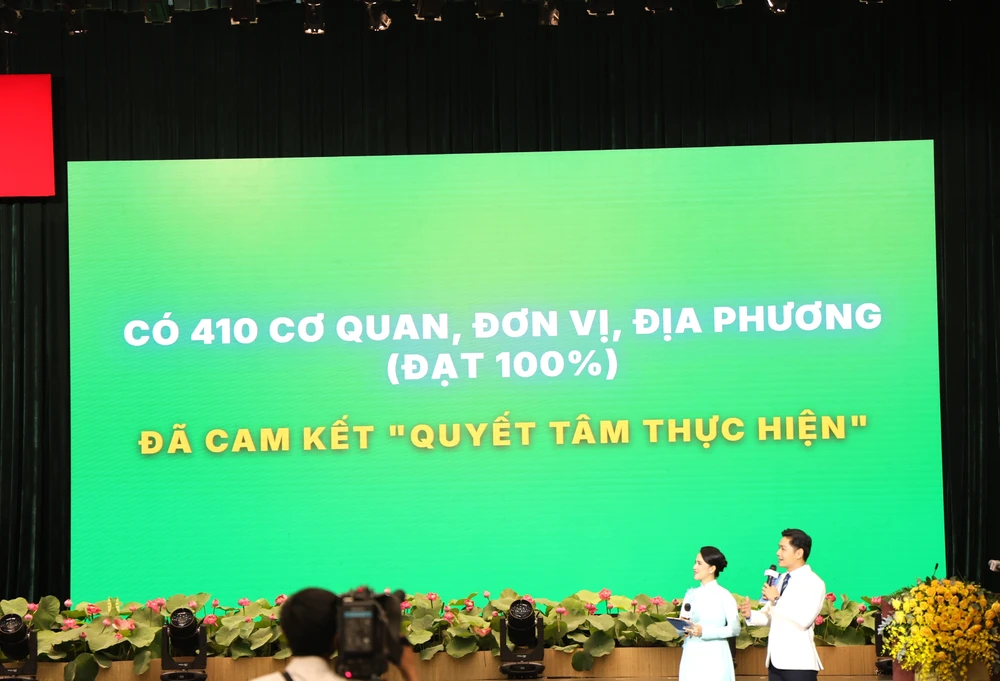 CÓ 410 CƠ QUAN, ĐƠN VỊ, ĐỊA PHƯƠNG
(ĐẠT 100%)
ĐÃ CAM KẾT "QUYẾT TÂM THỰC HIỆN"